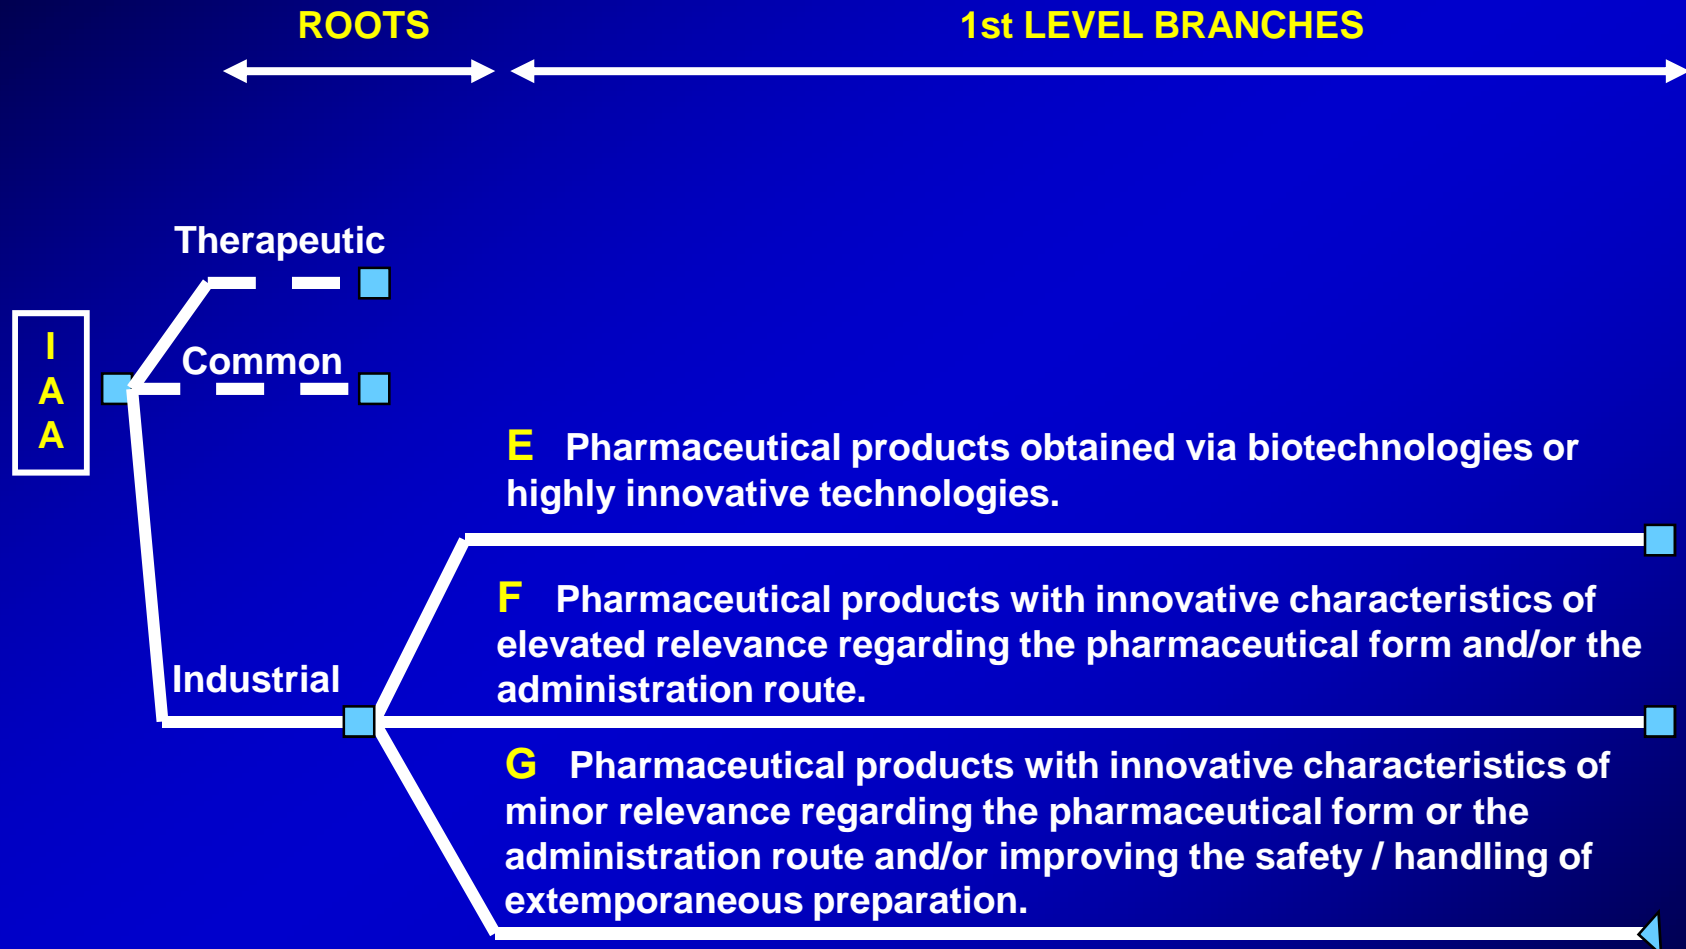 ROOTS
1st LEVEL BRANCHES
Therapeutic
I
A
A
Common
E Pharmaceutical products obtained via biotechnologies or
highly innovative technologies.
F Pharmaceutical products with innovative characteristics of
elevated relevance regarding the pharmaceutical form and/or the
administration route.
Industrial
G Pharmaceutical products with innovative characteristics of
minor relevance regarding the pharmaceutical form or the
administration route and/or improving the safety / handling of
extemporaneous preparation.